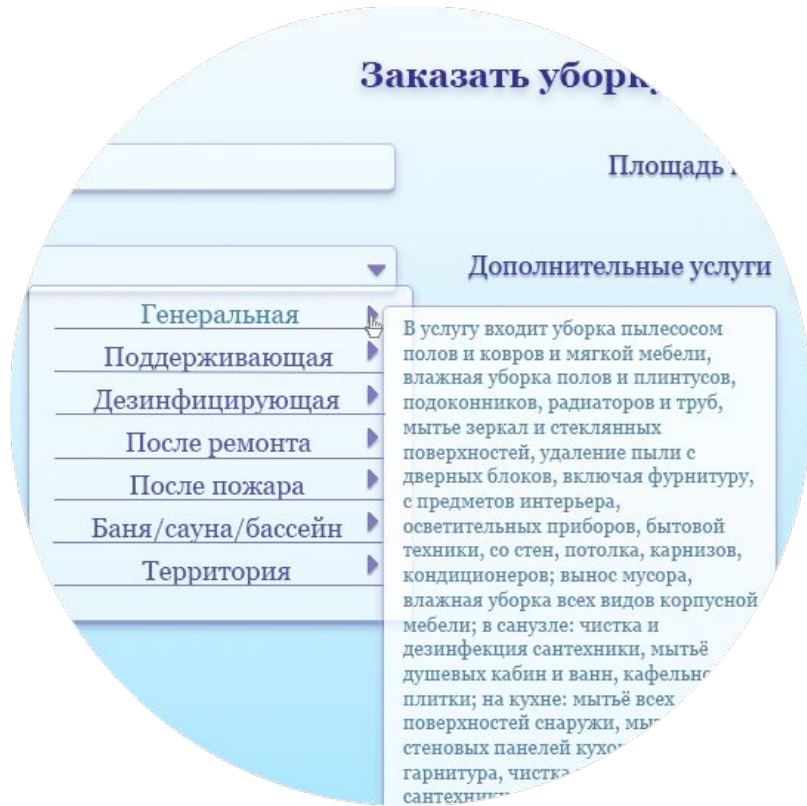 Заказать уборку
Площадь
Дополнительные услуги
Генеральная
Поддерживающая
Дезинфицирующая
После ремонта
После пожара
Баня/сауна/бассейн
Территория
В услугу входит уборка пылесосом
полов и ковров и мягкой мебели,
влажная уборка полов и плинтусов,
подоконников, радиаторов и труб,
мытье зеркал и стеклянных
поверхностей, удаление пыли с
дверных блоков, включая фурнитуру,
с предметов интерьера,
осветительных приборов, бытовой
техники, со стен, потолка, карнизов,
кондиционеров; вынос мусора,
влажная уборка всех видов корпусной
мебели; в санузле: чистка и
дезинфекция сантехники, мытьё
душевых кабин и ванн,
плитки; на кухне: мытьё всех
поверхностей снаружи,
стеновых панелей
гарнитура, чистка